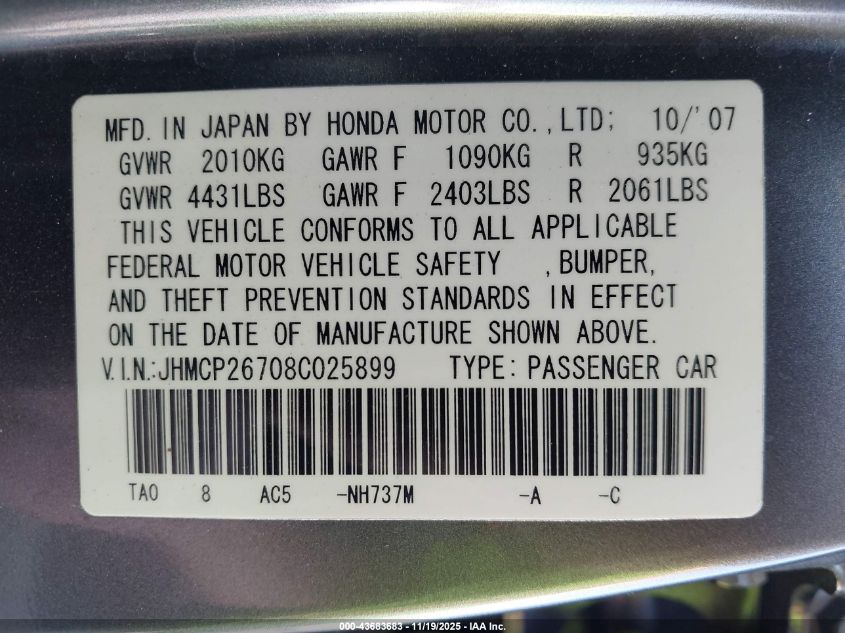 MFD. IN JAPAN BY HONDA MOTOR CO.,LTD; 10/'07
GVWR 2010KG GAWR F 1090KG R 935KG
GVWR 4431LBS GAWR F 2403LBS R 2061LBS
THIS VEHICLE CONFORMS TO ALL APPLICABLE
FEDERAL MOTOR VEHICLE SAFETY , BUMPER,
AND THEFT PREVENTION STANDARDS IN EFFECT
ON THE DATE OF MANUFACTURE SHOWN ABOVE.
V.I.N.:JHMCP26708C025899 TYPE: PASSENGER CAR
TA0 8 AC5 -NH737M -A -C
000-43683683 - 11/19/2025 - IAA Inc.